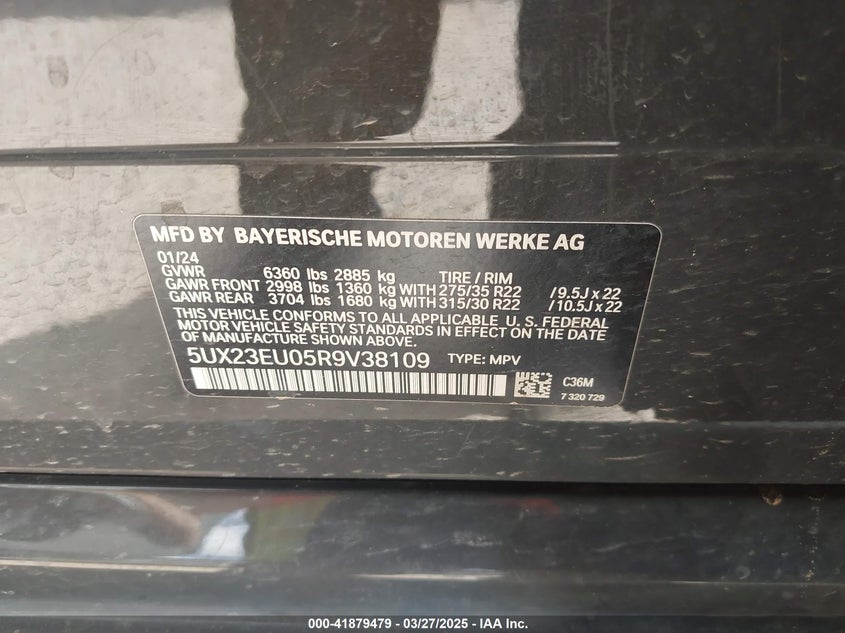 MFD BY BAYERISCHE MOTOREN WERKE AG
01/24
GVWR 6360 lbs 2885 kg TIRE / RIM
GAWR FRONT 2998 lbs 1360 kg WITH 275/35 R22 / 9.5J x 22
GAWR REAR 3704 lbs 1680 kg WITH 315/30 R22 / 10.5J x 22
THIS VEHICLE CONFORMS TO ALL APPLICABLE U. S. FEDERAL
MOTOR VEHICLE SAFETY STANDARDS IN EFFECT ON THE DATE
OF MANUFACTURE SHOWN ABOVE.
5UX23EU05R9V38109 TYPE: MPV
C36M
7 320 729
000-41879479 - 03/27/2025 - IAA Inc.